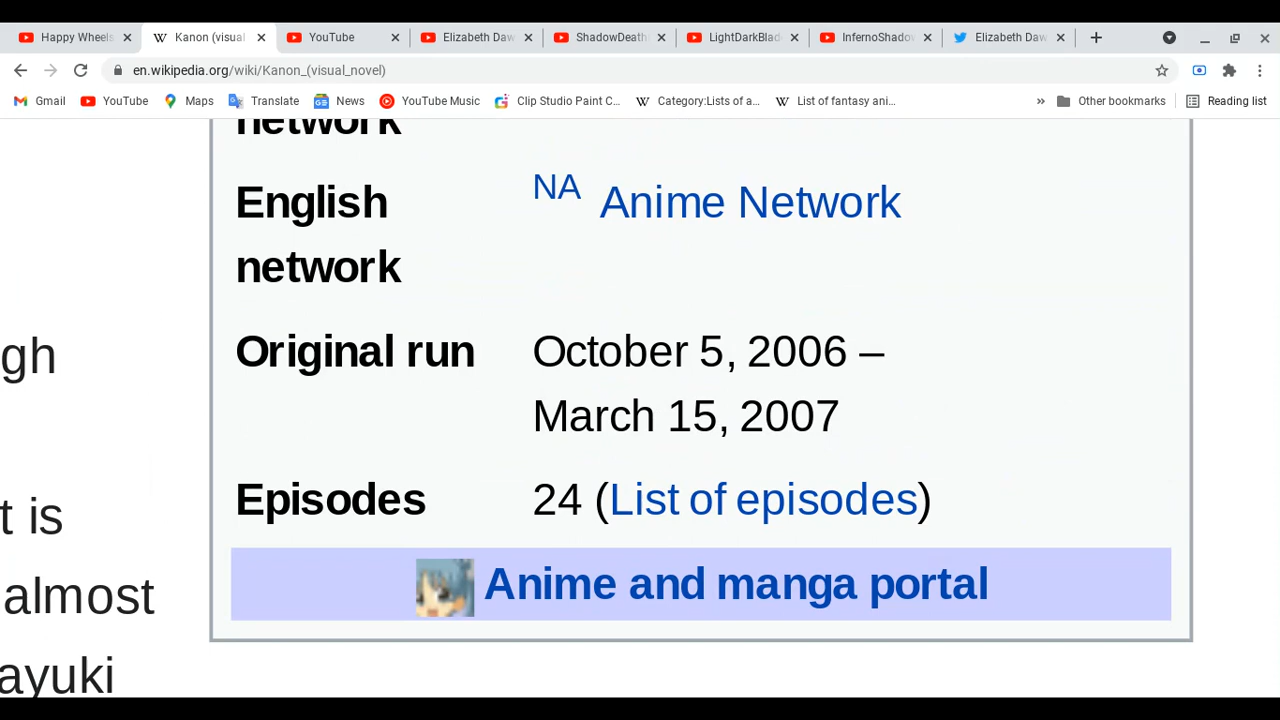 Happy Wheels
Kanon (visual
YouTube
Elizabeth Daw
ShadowDeath
LightDarkBlad
InfernoShadow
Elizabeth Daw
en.wikipedia.org/wiki/Kanon_(visual_novel)
Gmail YouTube Maps Translate News YouTube Music Clip Studio Paint C... Category:Lists of a... List of fantasy ani... » Other bookmarks Reading list
network
English NA Anime Network
network
gh
Original run October 5, 2006 –
March 15, 2007
t is
Episodes 24 (List of episodes)
almost
Anime and manga portal
ayuki